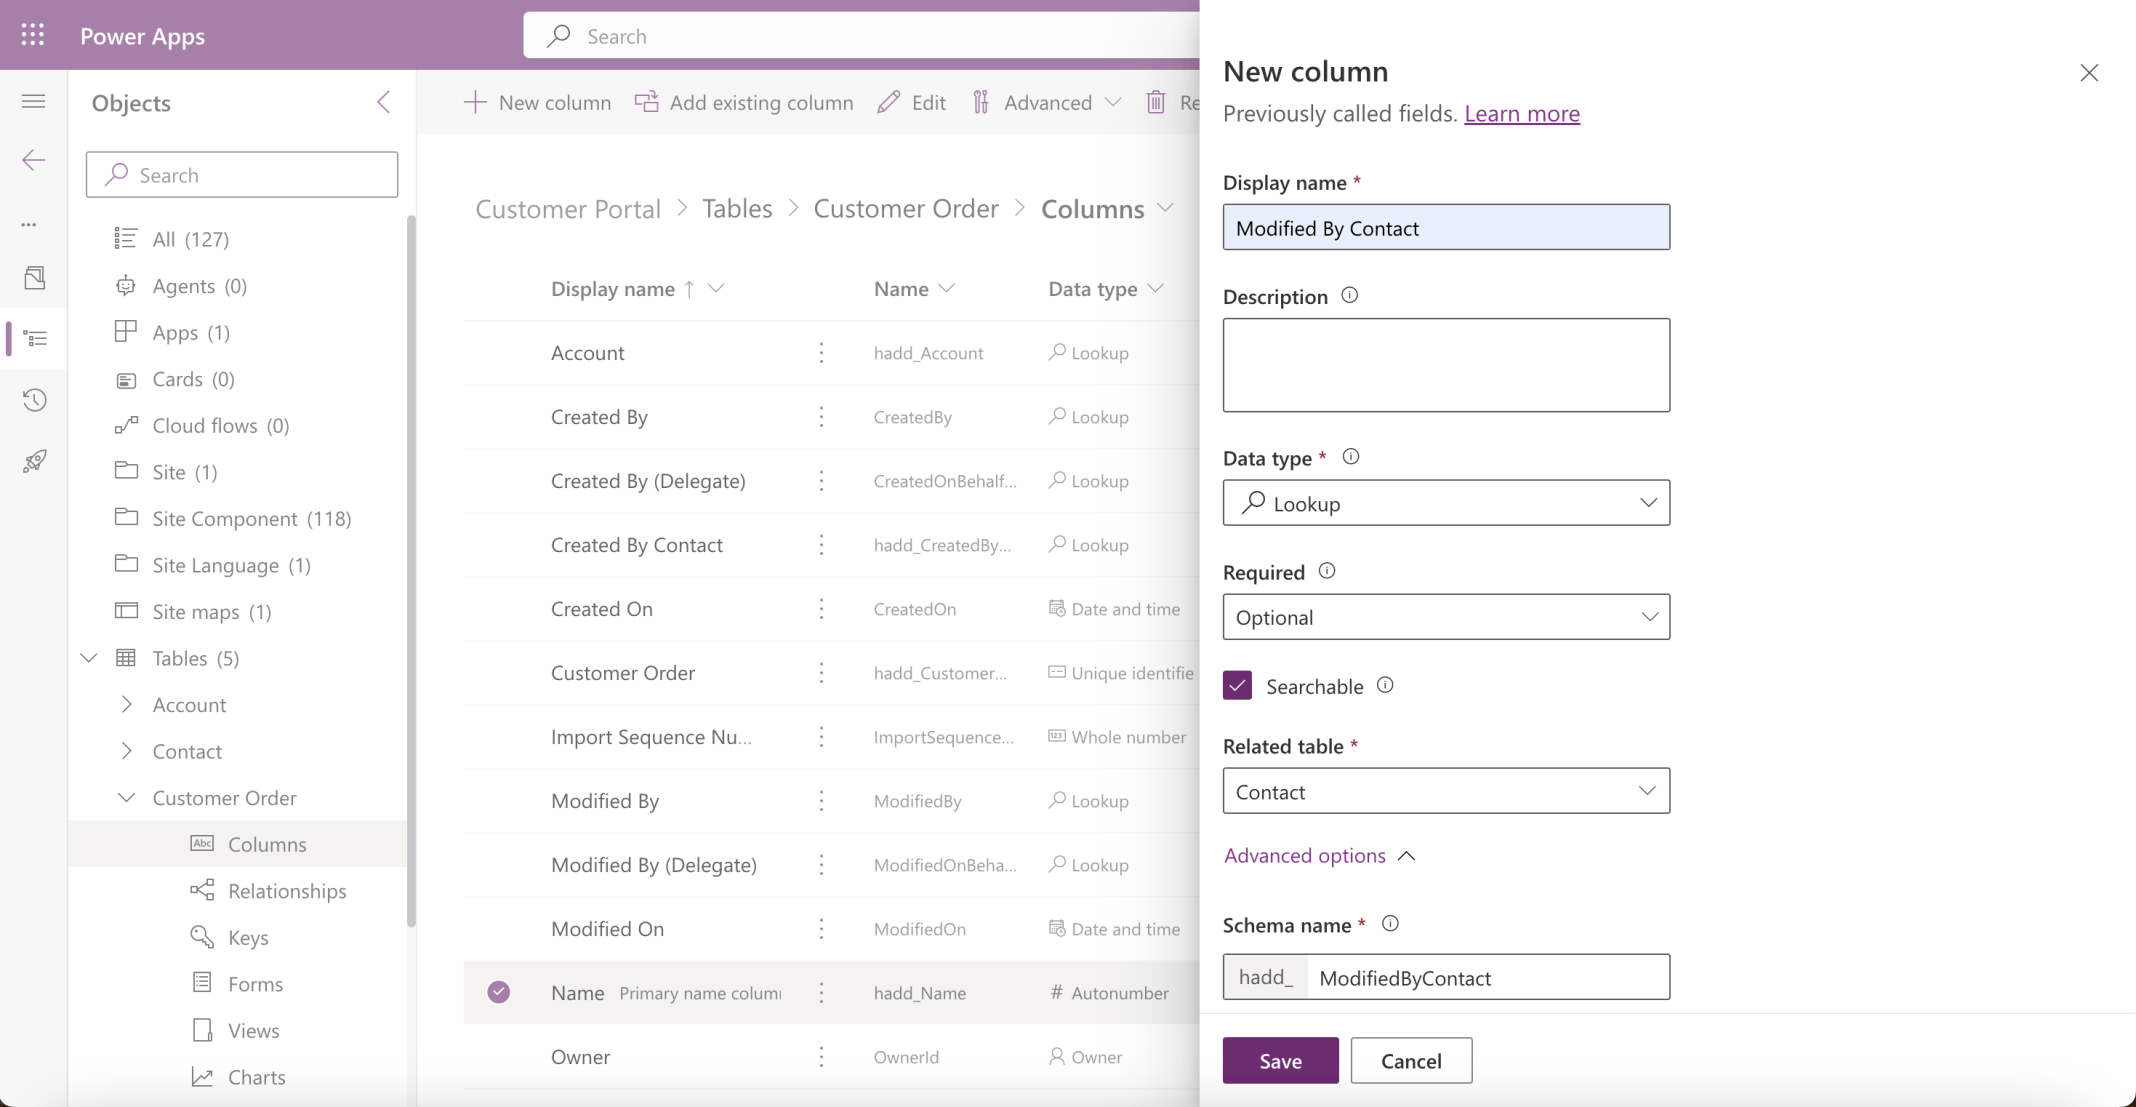 Power Apps
Search
Objects
Search
All (127)
Agents (0)
Apps (1)
Cards (0)
Cloud flows (0)
Site (1)
Site Component (118)
Site Language (1)
Site maps (1)
Tables (5)
Account
Contact
Customer Order
Abc Columns
Relationships
Keys
Forms
Views
Charts
New column Add existing column Edit Advanced Re
Customer Portal > Tables > Customer Order > Columns
Display name ↑ Name Data type
Account hadd_Account Lookup
Created By CreatedBy Lookup
Created By (Delegate) CreatedOnBehalf... Lookup
Created By Contact hadd_CreatedBy... Lookup
Created On CreatedOn Date and time
Customer Order hadd_Customer... Unique identifie
Import Sequence Nu... ImportSequence... 123 Whole number
Modified By ModifiedBy Lookup
Modified By (Delegate) ModifiedOnBeha... Lookup
Modified On ModifiedOn Date and time
Name Primary name colum hadd_Name # Autonumber
Owner OwnerId Owner
New column
Previously called fields. Learn more
Display name *
Modified By Contact
Description
Data type *
Lookup
Required
Optional
Searchable
Related table *
Contact
Advanced options
Schema name *
hadd_ ModifiedByContact
Save Cancel